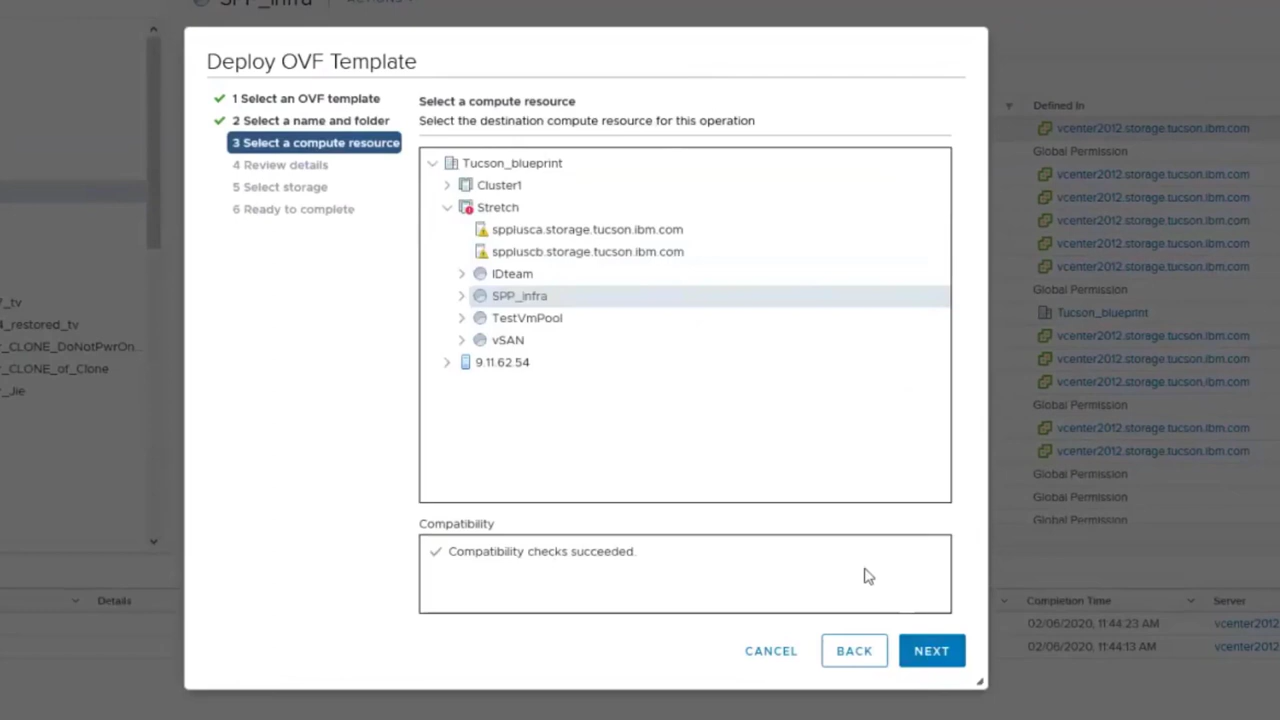 SPP_infra
ACTIONS
Deploy OVF Template
1 Select an OVF template
2 Select a name and folder
3 Select a compute resource
4 Review details
5 Select storage
6 Ready to complete
Select a compute resource
Select the destination compute resource for this operation
Tucson_blueprint
Cluster1
Stretch
spplusca.storage.tucson.ibm.com
suppluscb.storage.tucson.ibm.com
IDteam
SPP_infra
TestVmPool
vSAN
9.11.62.54
Compatibility
Compatibility checks succeeded.
CANCEL
BACK
NEXT
_tv
_restored_tv
_CLONE_DoNotPwrOn...
_CLONE_of_Clone
_Jie
Defined In
vcenter2012.storage.tucson.ibm.com
Global Permission
vcenter2012.storage.tucson.ibm.com
vcenter2012.storage.tucson.ibm.com
vcenter2012.storage.tucson.ibm.com
vcenter2012.storage.tucson.ibm.com
vcenter2012.storage.tucson.ibm.com
Global Permission
Tucson_blueprint
vcenter2012.storage.tucson.ibm.com
vcenter2012.storage.tucson.ibm.com
vcenter2012.storage.tucson.ibm.com
Global Permission
vcenter2012.storage.tucson.ibm.com
vcenter2012.storage.tucson.ibm.com
Global Permission
Global Permission
Global Permission
Details
Completion Time
Server
02/06/2020, 11:44:23 AM
vcenter2012
02/06/2020, 11:44:13 AM
vcenter2012